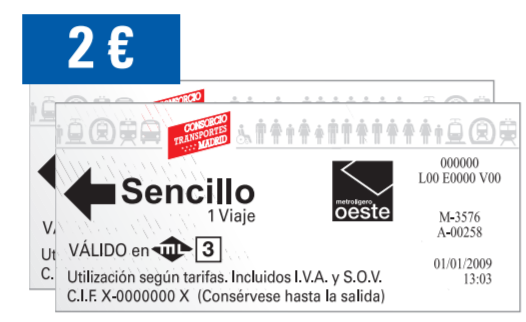 2 €
CONSORCIO
TRANSPORTES
MADRID
Sencillo
1 Viaje
VÁLIDO en mL 3
Utilización según tarifas. Incluidos I.V.A. y S.O.V.
C.I.F. X-0000000 X (Consérvese hasta la salida)
metroligero
oeste
000000
L00 E0000 V00
M-3576
A-00258
01/01/2009
13:03
V
Ut
C.